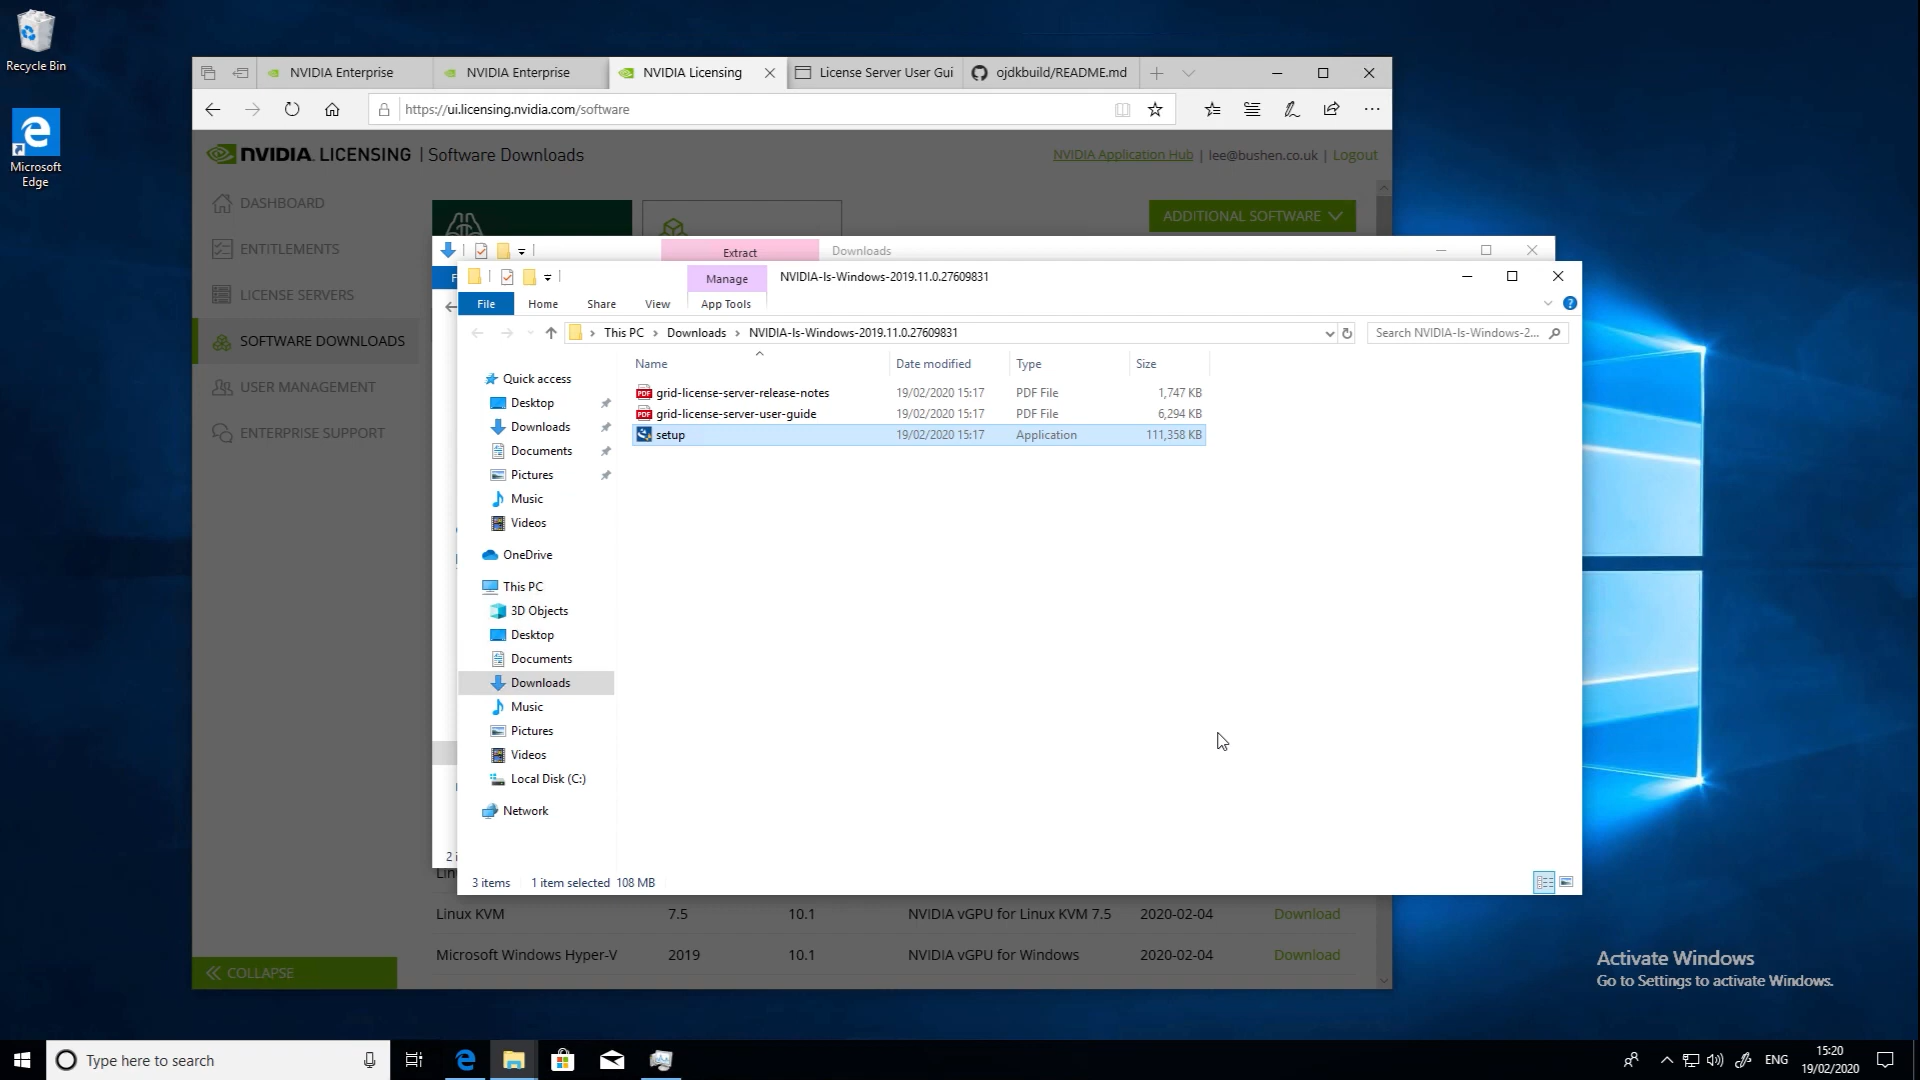 Recycle Bin
Microsoft
Edge
NVIDIA Enterprise
NVIDIA Enterprise
NVIDIA Licensing
License Server User Gui
ojdkbuild/README.md
https://ui.licensing.nvidia.com/software
NVIDIA. LICENSING | Software Downloads
NVIDIA Application Hub | lee@bushen.co.uk | Logout
DASHBOARD
ENTITLEMENTS
LICENSE SERVERS
SOFTWARE DOWNLOADS
USER MANAGEMENT
ENTERPRISE SUPPORT
COLLAPSE
ADDITIONAL SOFTWARE
Extract
Downloads
Manage
NVIDIA-ls-Windows-2019.11.0.27609831
File
Home
Share
View
App Tools
This PC
Downloads
NVIDIA-ls-Windows-2019.11.0.27609831
Search NVIDIA-ls-Windows-2...
Name
Date modified
Type
Size
grid-license-server-release-notes
19/02/2020 15:17
PDF File
1,747 KB
grid-license-server-user-guide
19/02/2020 15:17
PDF File
6,294 KB
setup
19/02/2020 15:17
Application
111,358 KB
Quick access
Desktop
Downloads
Documents
Pictures
Music
Videos
OneDrive
This PC
3D Objects
Desktop
Documents
Downloads
Music
Pictures
Videos
Local Disk (C:)
Network
3 items
1 item selected 108 MB
Linux KVM
7.5
10.1
NVIDIA vGPU for Linux KVM 7.5
2020-02-04
Download
Microsoft Windows Hyper-V
2019
10.1
NVIDIA vGPU for Windows
2020-02-04
Download
Activate Windows
Go to Settings to activate Windows.
Type here to search
ENG
15:20
19/02/2020